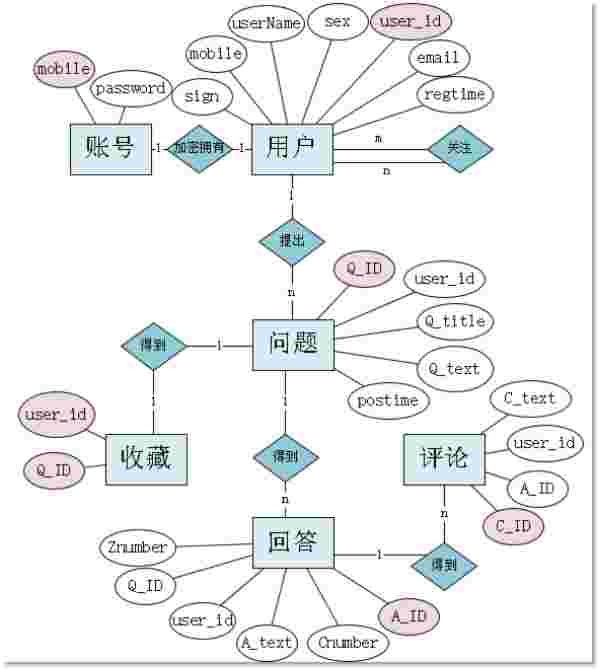 userName
sex
user_id
mobile
email
mobile
password
sign
regtime
账号
1
加密拥有
1
用户
m
关注
n
1
提出
n
Q_ID
user_id
得到
1
问题
Q_title
Q_text
1
1
postime
C_text
user_id
收藏
得到
评论
user_id
Q_ID
A_ID
n
n
C_ID
Znumber
回答
1
得到
Q_ID
user_id
A_text
Cnumber
A_ID